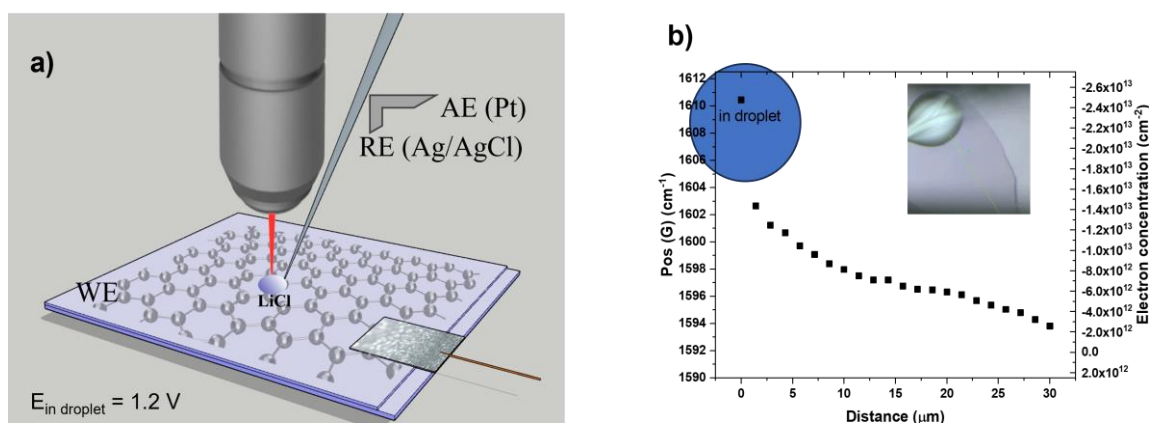 a)
AE (Pt)
RE (Ag/AgCl)
WE
LiCl
E in droplet = 1.2 V
b)
Pos (G) (cm-1)
1612
1610
1608
1606
1604
1602
1600
1598
1596
1594
1592
1590
in droplet
0
5
10
15
20
25
30
Distance (μm)
-2.6x10¹³
-2.4x10¹³
-2.2x10¹³
-2.0x10¹³
-1.8x10¹³
-1.6x10¹³
-1.4x10¹³
-1.2x10¹³
-1.0x10¹³
-8.0x10¹²
-6.0x10¹²
-4.0x10¹²
-2.0x10¹²
0.0
2.0x10¹²
Electron concentration (cm-2)